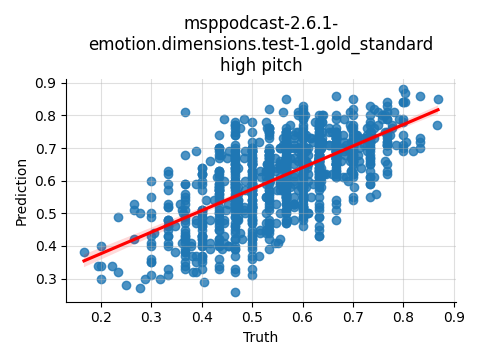 msppodcast-2.6.1-
emotion.dimensions.test-1.gold_standard
high pitch
0.9
0.8
0.7
0.6
0.5
0.4
0.3
Prediction
0.2 0.3 0.4 0.5 0.6 0.7 0.8 0.9
Truth